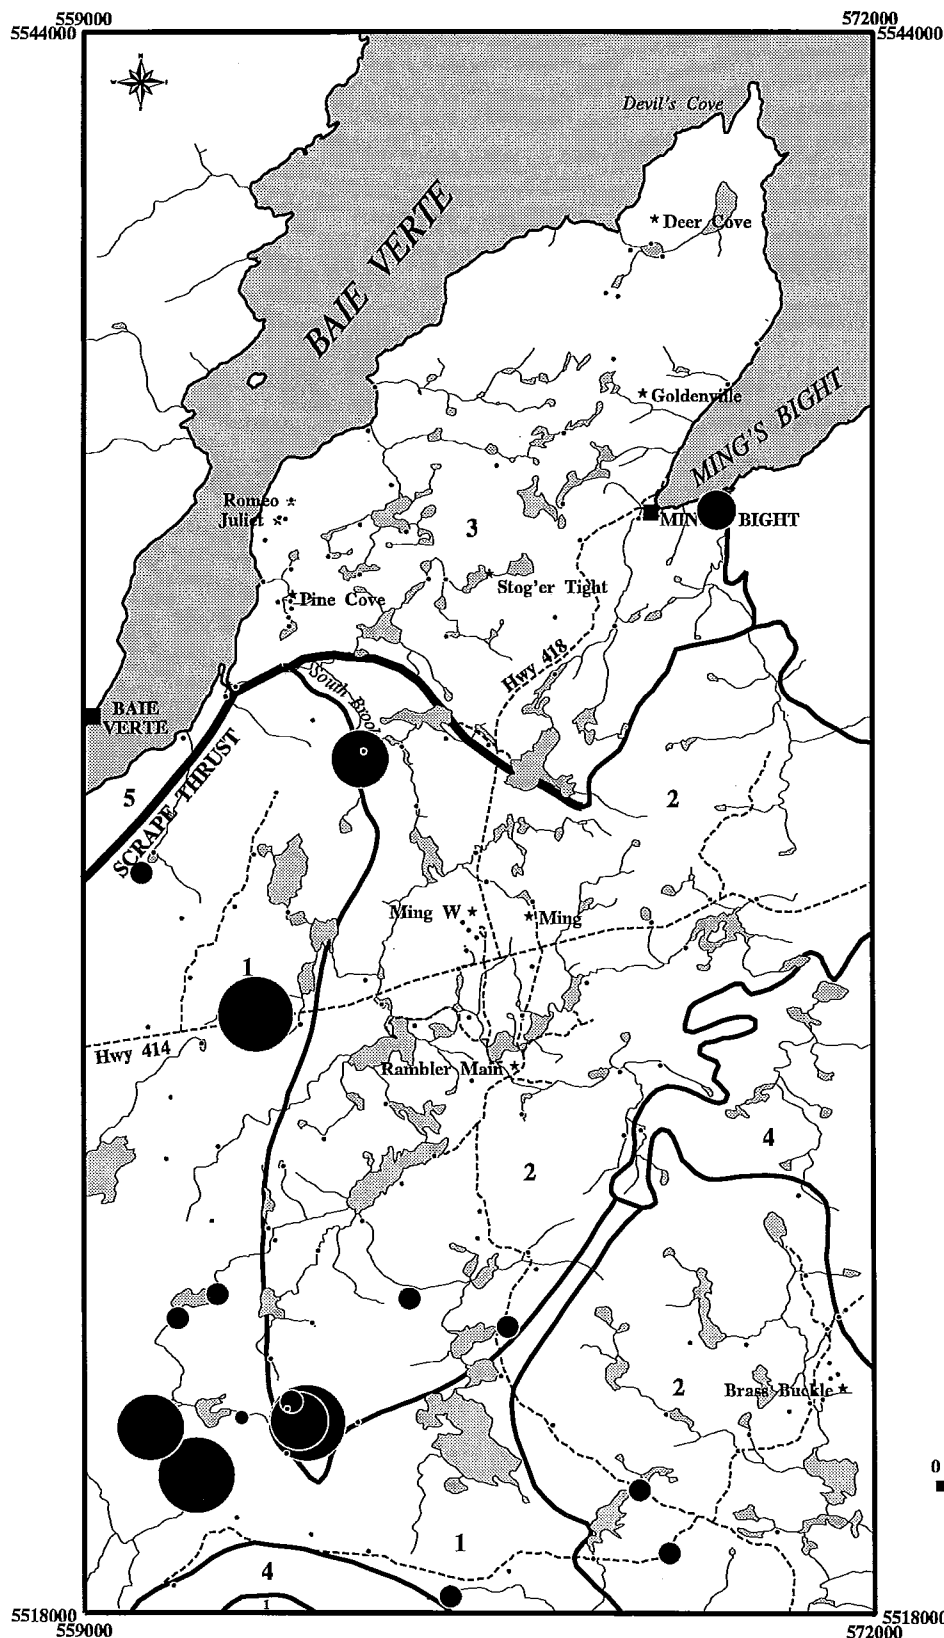 559000
572000
5544000
5544000
N
Devil's Cove
Deer Cove
BAIE VERTE
Goldenville
MING'S BIGHT
Romeo
Juliet
3
MIN BIGHT
Stog'er Tight
Pine Cove
Hwy 418
South Brook
BAIE
VERTE
SCRAPE THRUST
5
2
Ming W
Ming
1
Hwy 414
Rambler Main
4
2
2
Brass Buckle
0
1
4
1
5518000
5518000
559000
572000